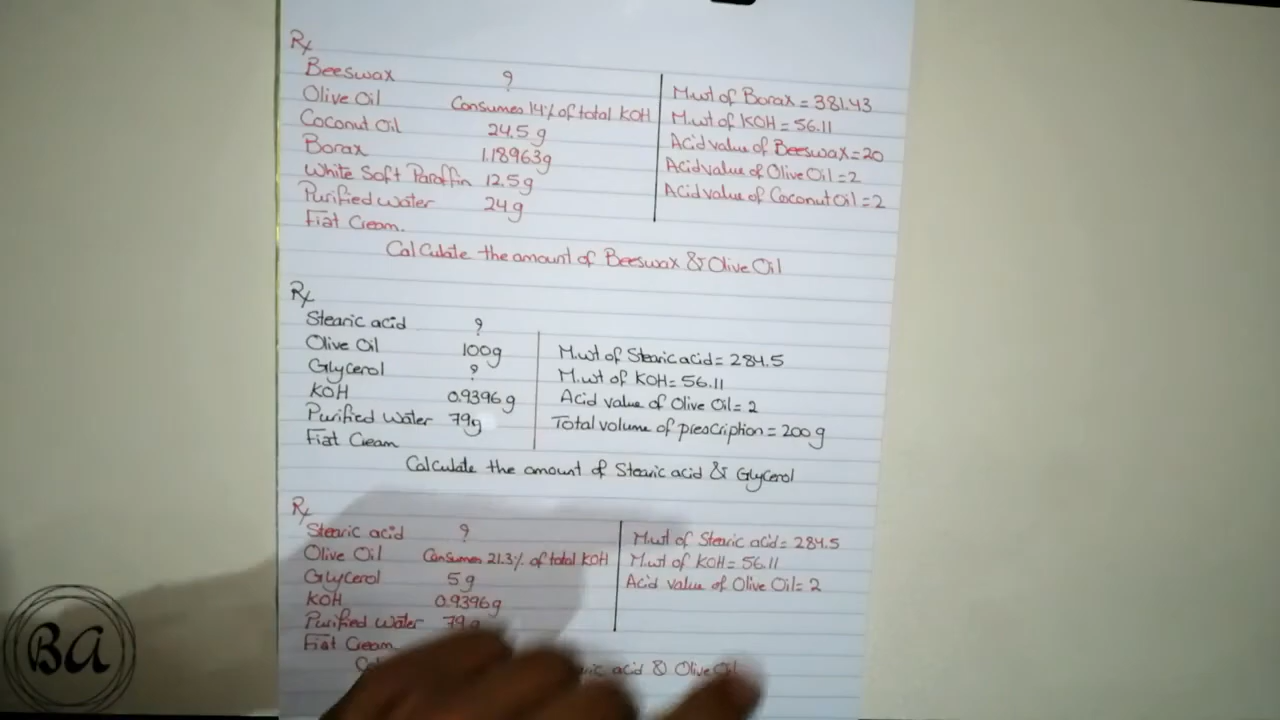 Rx
Beeswax ?
Olive Oil Consumes 14% of total KOH
Coconut Oil 24.5 g
Borax 1.18963g
White Soft Paraffin 12.5g
Purified Water 24g
Fiat Cream.
M.wt of Borax = 381.43
M.wt of KOH = 56.11
Acid value of Beeswax = 20
Acid value of Olive Oil = 2
Acid value of Coconut Oil = 2
Calculate the amount of Beeswax & Olive Oil
Rx
Stearic acid ?
Olive Oil 100g
Glycerol ?
KOH 0.9396g
Purified Water 79g
Fiat Cream
M.wt of Stearic acid = 284.5
M.wt of KOH = 56.11
Acid value of Olive Oil = 2
Total volume of prescription = 200g
Calculate the amount of Stearic acid & Glycerol
Rx
Stearic acid ?
Olive Oil Consumes 21.3% of total KOH
Glycerol 5g
KOH 0.9396g
Purified Water 79g
Fiat Cream
M.wt of Stearic acid = 284.5
M.wt of KOH = 56.11
Acid value of Olive Oil = 2
acid & Olive Oil
BA